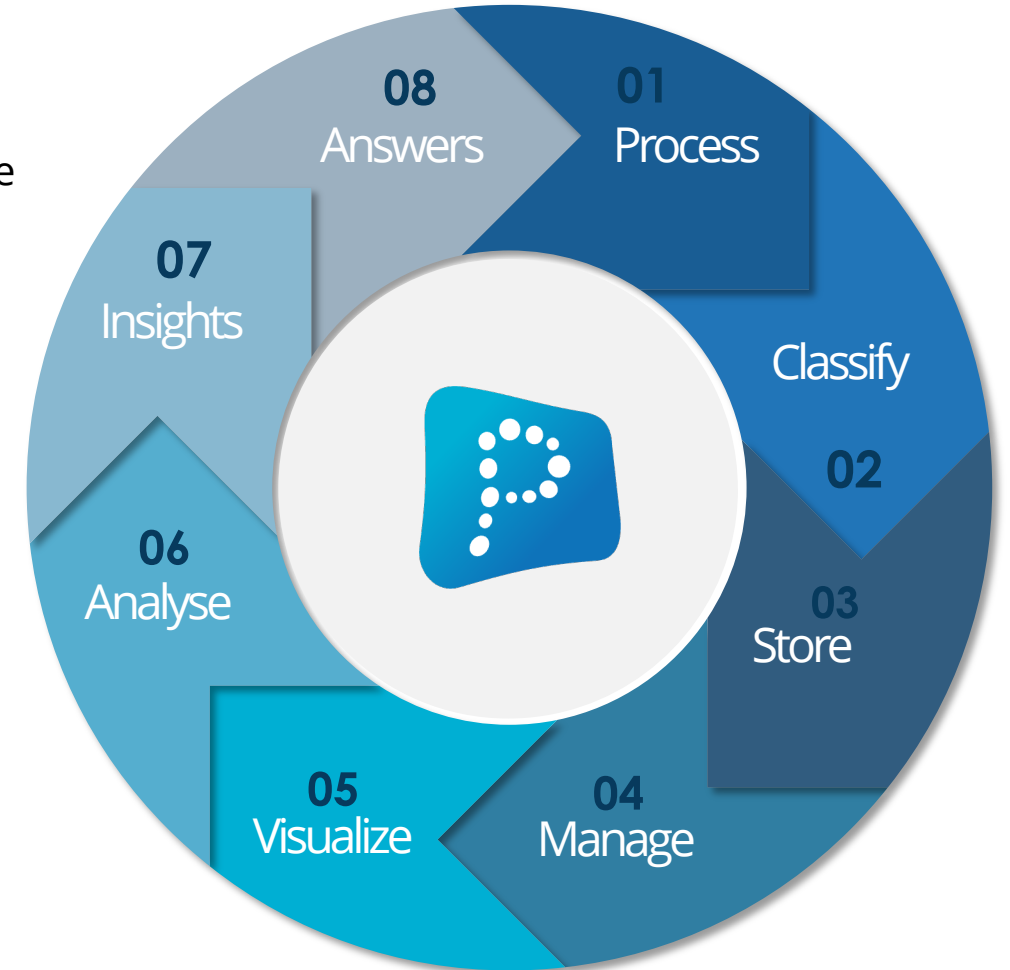 e
01
Process
Classify
02
03
Store
04
Manage
05
Visualize
06
Analyse
07
Insights
08
Answers
P